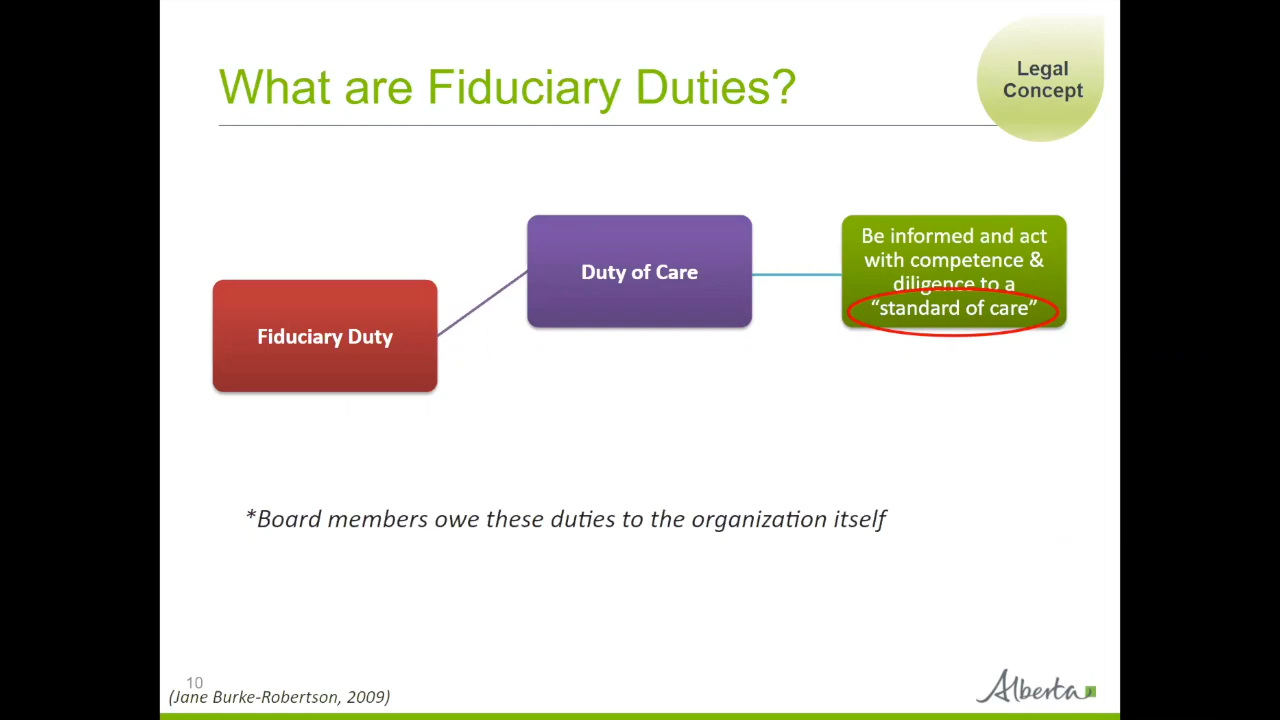 What are Fiduciary Duties?
Legal
Concept
Fiduciary Duty
Duty of Care
Be informed and act
with competence &
diligence to a
“standard of care”
*Board members owe these duties to the organization itself
10
(Jane Burke-Robertson, 2009)
Alberta